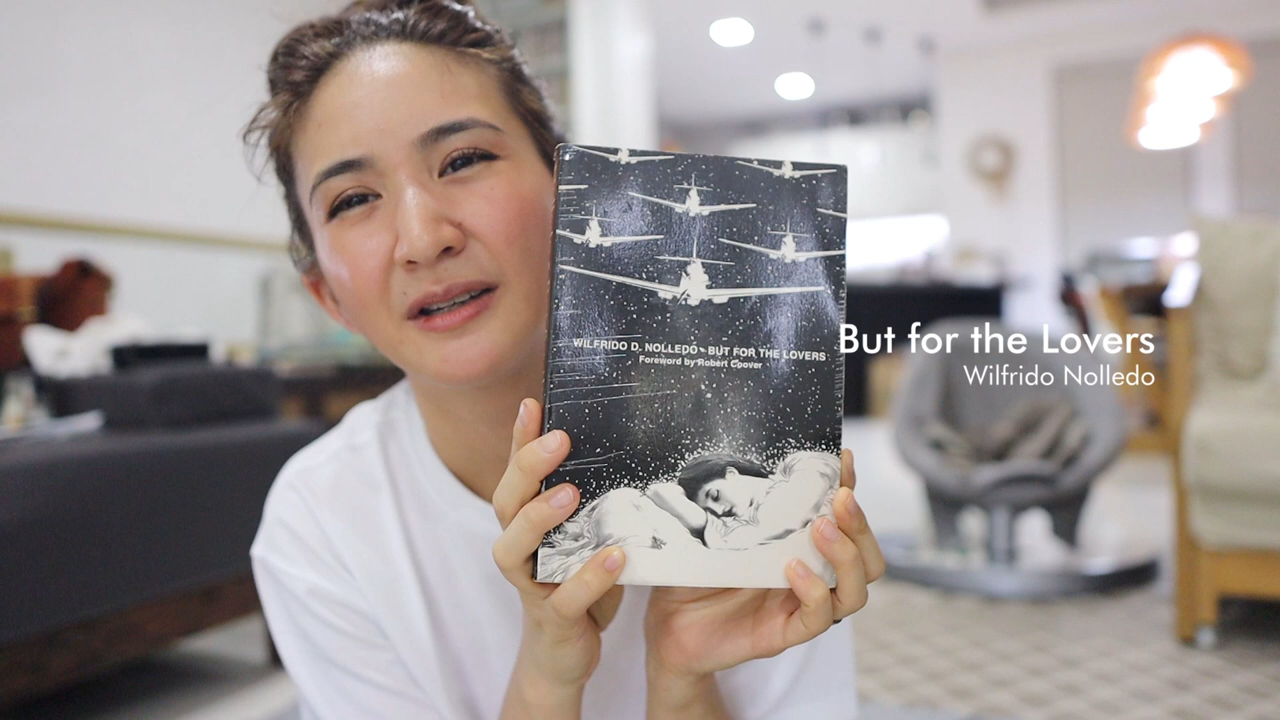 WILFRIDO D. NOLLEDO - BUT FOR THE LOVERS
Foreword by Robert Coover
But for the Lovers
Wilfrido Nolledo